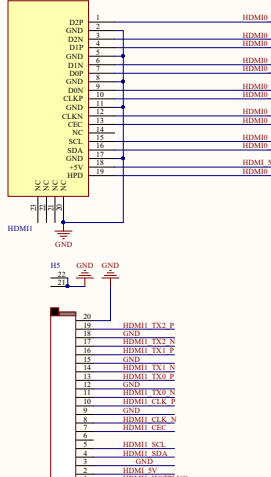 D2P 1 HDMI0
GND 2
D2N 3 HDMI0
D1P 4 HDMI0
GND 5
D1N 6 HDMI0
D0P 7 HDMI0
GND 8
D0N 9 HDMI0
CLKP 10 HDMI0
GND 11
CLKN 12 HDMI0
CEC 13 HDMI0
NC 14
SCL 15 HDMI0
SDA 16 HDMI0
GND 17
+5V 18 HDMI_5
HPD 19 HDMI0
NC NC NC NC
23 22 21 20
HDMI1
GND
H5 GND GND
22
21
20
19 HDMI1_TX2_P
18 GND
17 HDMI1_TX2_N
16 HDMI1_TX1_P
15 GND
14 HDMI1_TX1_N
13 HDMI1_TX0_P
12 GND
11 HDMI1_TX0_N
10 HDMI1_CLK_P
9 GND
8 HDMI1_CLK_N
7 HDMI1_CEC
6
5 HDMI1_SCL
4 HDMI1_SDA
3 GND
2 HDMI_5V